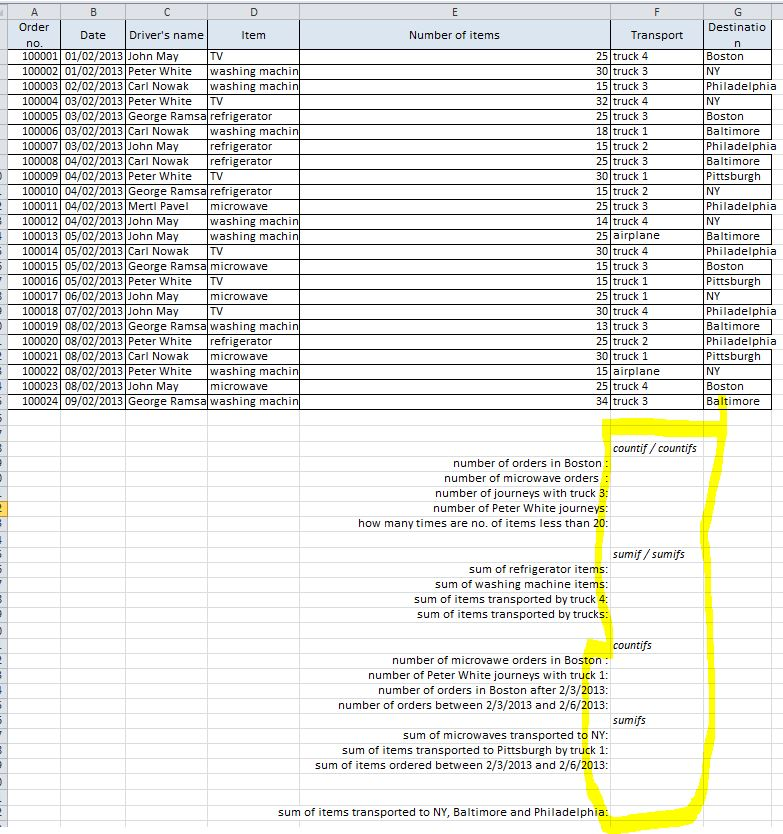 A B C D E F G
Order no. Date Driver's name Item Number of items Transport Destinatio n
100001 01/02/2013 John May TV 25 truck 4 Boston
100002 01/02/2013 Peter White washing machin 30 truck 3 NY
100003 02/02/2013 Carl Nowak washing machin 15 truck 3 Philadelphia
100004 03/02/2013 Peter White TV 32 truck 4 NY
100005 03/02/2013 George Ramsa refrigerator 25 truck 3 Boston
100006 03/02/2013 Carl Nowak washing machin 18 truck 1 Baltimore
100007 03/02/2013 John May refrigerator 15 truck 2 Philadelphia
100008 04/02/2013 Carl Nowak refrigerator 25 truck 3 Baltimore
100009 04/02/2013 Peter White TV 30 truck 1 Pittsburgh
100010 04/02/2013 George Ramsa refrigerator 15 truck 2 NY
100011 04/02/2013 Mertl Pavel microwave 25 truck 3 Philadelphia
100012 04/02/2013 John May washing machin 14 truck 4 NY
100013 05/02/2013 John May washing machin 25 airplane Baltimore
100014 05/02/2013 Carl Nowak TV 30 truck 4 Philadelphia
100015 05/02/2013 George Ramsa microwave 15 truck 3 Boston
100016 05/02/2013 Peter White TV 15 truck 1 Pittsburgh
100017 06/02/2013 John May microwave 25 truck 1 NY
100018 07/02/2013 John May TV 30 truck 4 Philadelphia
100019 08/02/2013 George Ramsa washing machin 13 truck 3 Baltimore
100020 08/02/2013 Peter White refrigerator 25 truck 2 Philadelphia
100021 08/02/2013 Carl Nowak microwave 30 truck 1 Pittsburgh
100022 08/02/2013 Peter White washing machin 15 airplane NY
100023 08/02/2013 John May microwave 25 truck 4 Boston
100024 09/02/2013 George Ramsa washing machin 34 truck 3 Baltimore
countif / countifs
number of orders in Boston :
number of microwave orders :
number of journeys with truck 3:
number of Peter White journeys:
how many times are no. of items less than 20:
sumif / sumifs
sum of refrigerator items:
sum of washing machine items:
sum of items transported by truck 4:
sum of items transported by trucks:
countifs
number of microvawe orders in Boston :
number of Peter White journeys with truck 1:
number of orders in Boston after 2/3/2013:
number of orders between 2/3/2013 and 2/6/2013:
sumifs
sum of microwaves transported to NY:
sum of items transported to Pittsburgh by truck 1:
sum of items ordered between 2/3/2013 and 2/6/2013:
sum of items transported to NY, Baltimore and Philadelphia: